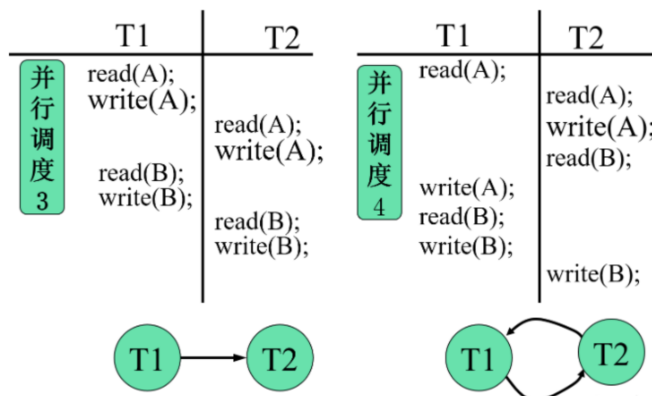 T1 T2
并行调度3
read(A);
write(A);
read(A);
write(A);
read(B);
write(B);
read(B);
write(B);
T1 T2
T1 T2
并行调度4
read(A);
read(A);
write(A);
read(B);
write(A);
read(B);
write(B);
write(B);
T1 T2